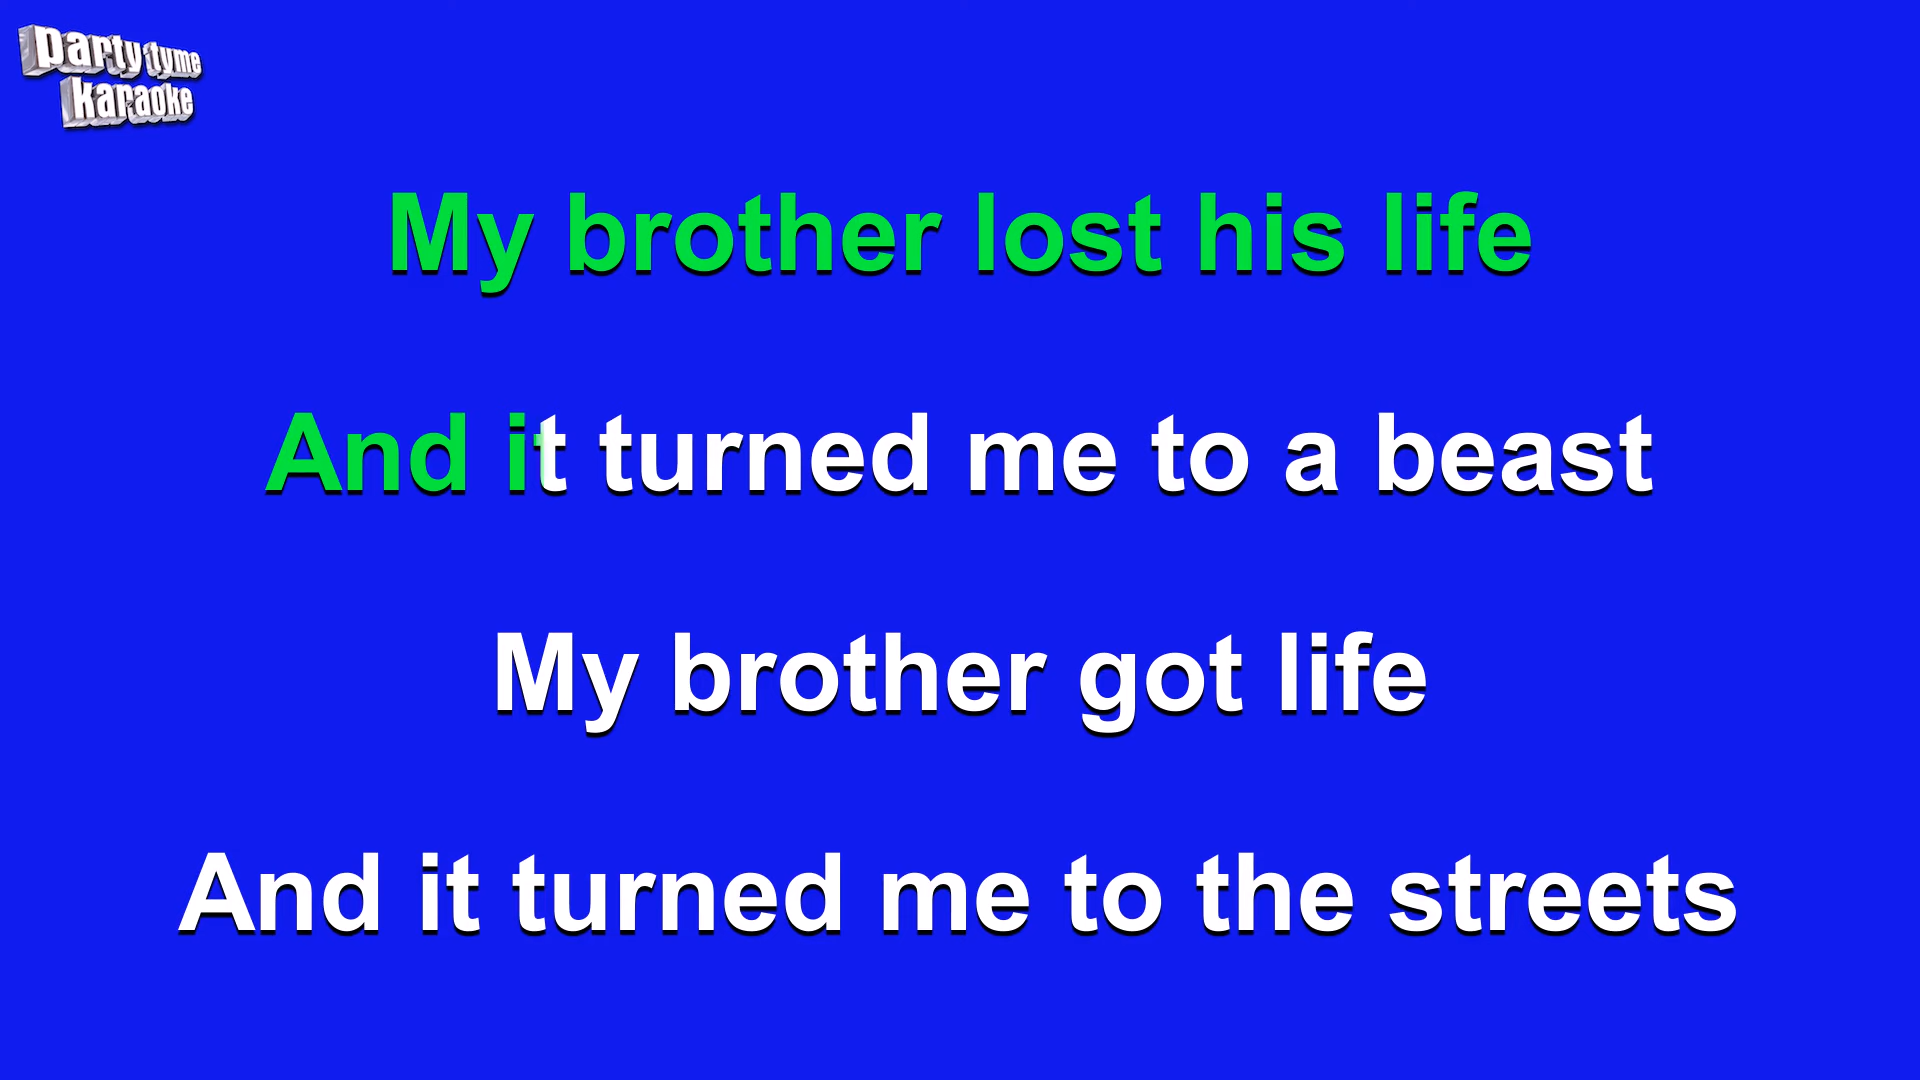 party tyme
karaoke
My brother lost his life
And it turned me to a beast
My brother got life
And it turned me to the streets